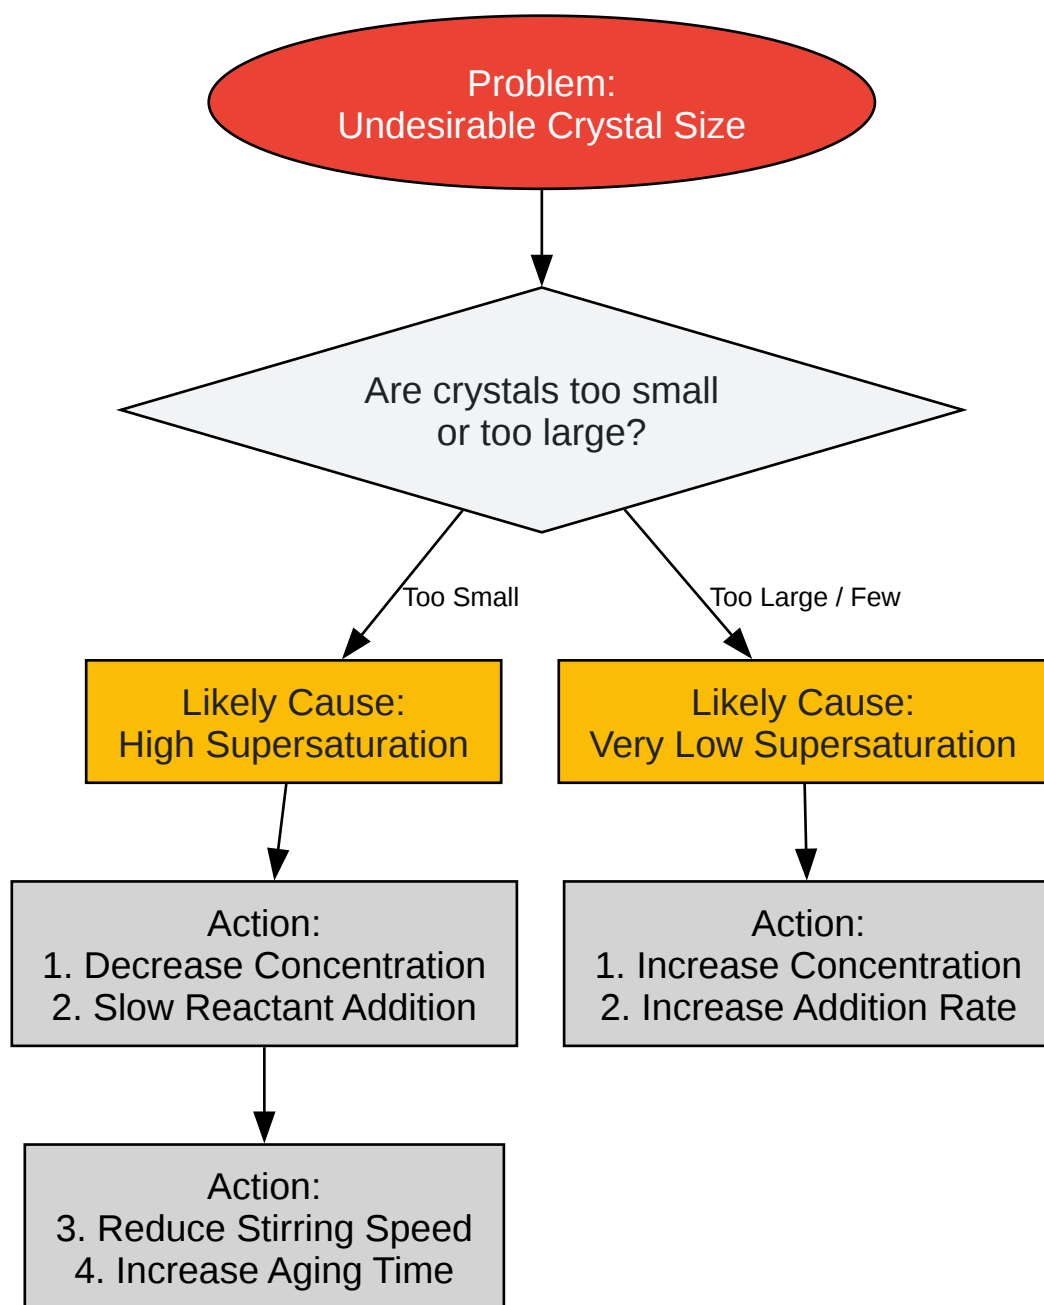 Problem:
Undesirable Crystal Size
Are crystals too small
or too large?
Too Small
Too Large / Few
Likely Cause:
High Supersaturation
Likely Cause:
Very Low Supersaturation
Action:
1. Decrease Concentration
2. Slow Reactant Addition
Action:
1. Increase Concentration
2. Increase Addition Rate
Action:
3. Reduce Stirring Speed
4. Increase Aging Time